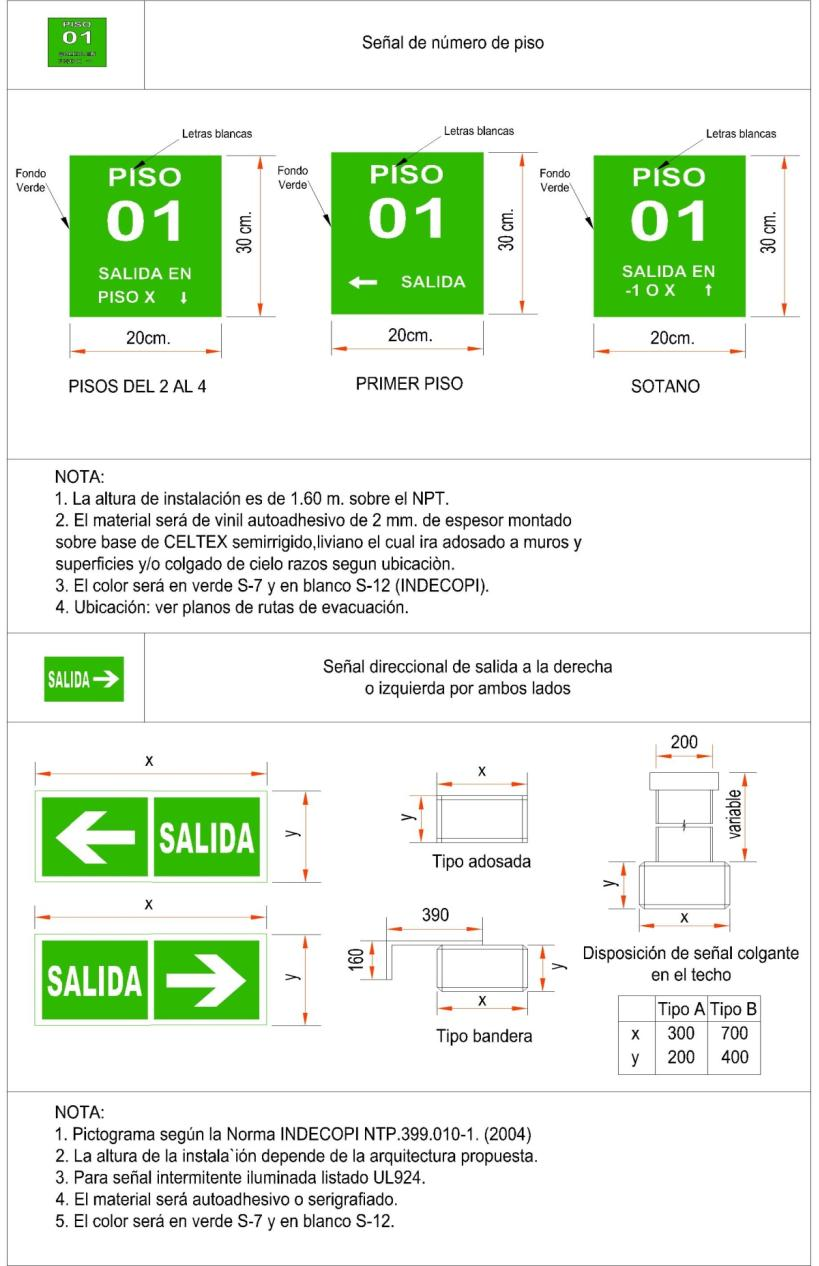 PISO
01
SALIDA EN
PISO X ↓
Señal de número de piso
Letras blancas
Fondo
Verde
PISO
01
SALIDA EN
PISO X ↓
30 cm.
20cm.
PISOS DEL 2 AL 4
Letras blancas
Fondo
Verde
PISO
01
← SALIDA
30 cm.
20cm.
PRIMER PISO
Letras blancas
Fondo
Verde
PISO
01
SALIDA EN
-1 O X ↑
30 cm.
20cm.
SOTANO
NOTA:
1. La altura de instalación es de 1.60 m. sobre el NPT.
2. El material será de vinil autoadhesivo de 2 mm. de espesor montado
sobre base de CELTEX semirrigido,liviano el cual ira adosado a muros y
superficies y/o colgado de cielo razos segun ubicaciòn.
3. El color será en verde S-7 y en blanco S-12 (INDECOPI).
4. Ubicación: ver planos de rutas de evacuación.
SALIDA →
Señal direccional de salida a la derecha
o izquierda por ambos lados
x
← SALIDA
y
x
SALIDA →
y
x
y
Tipo adosada
390
160
y
x
Tipo bandera
200
variable
y
x
Disposición de señal colgante
en el techo
Tipo A Tipo B
x 300 700
y 200 400
NOTA:
1. Pictograma según la Norma INDECOPI NTP.399.010-1. (2004)
2. La altura de la instala`ión depende de la arquitectura propuesta.
3. Para señal intermitente iluminada listado UL924.
4. El material será autoadhesivo o serigrafiado.
5. El color será en verde S-7 y en blanco S-12.